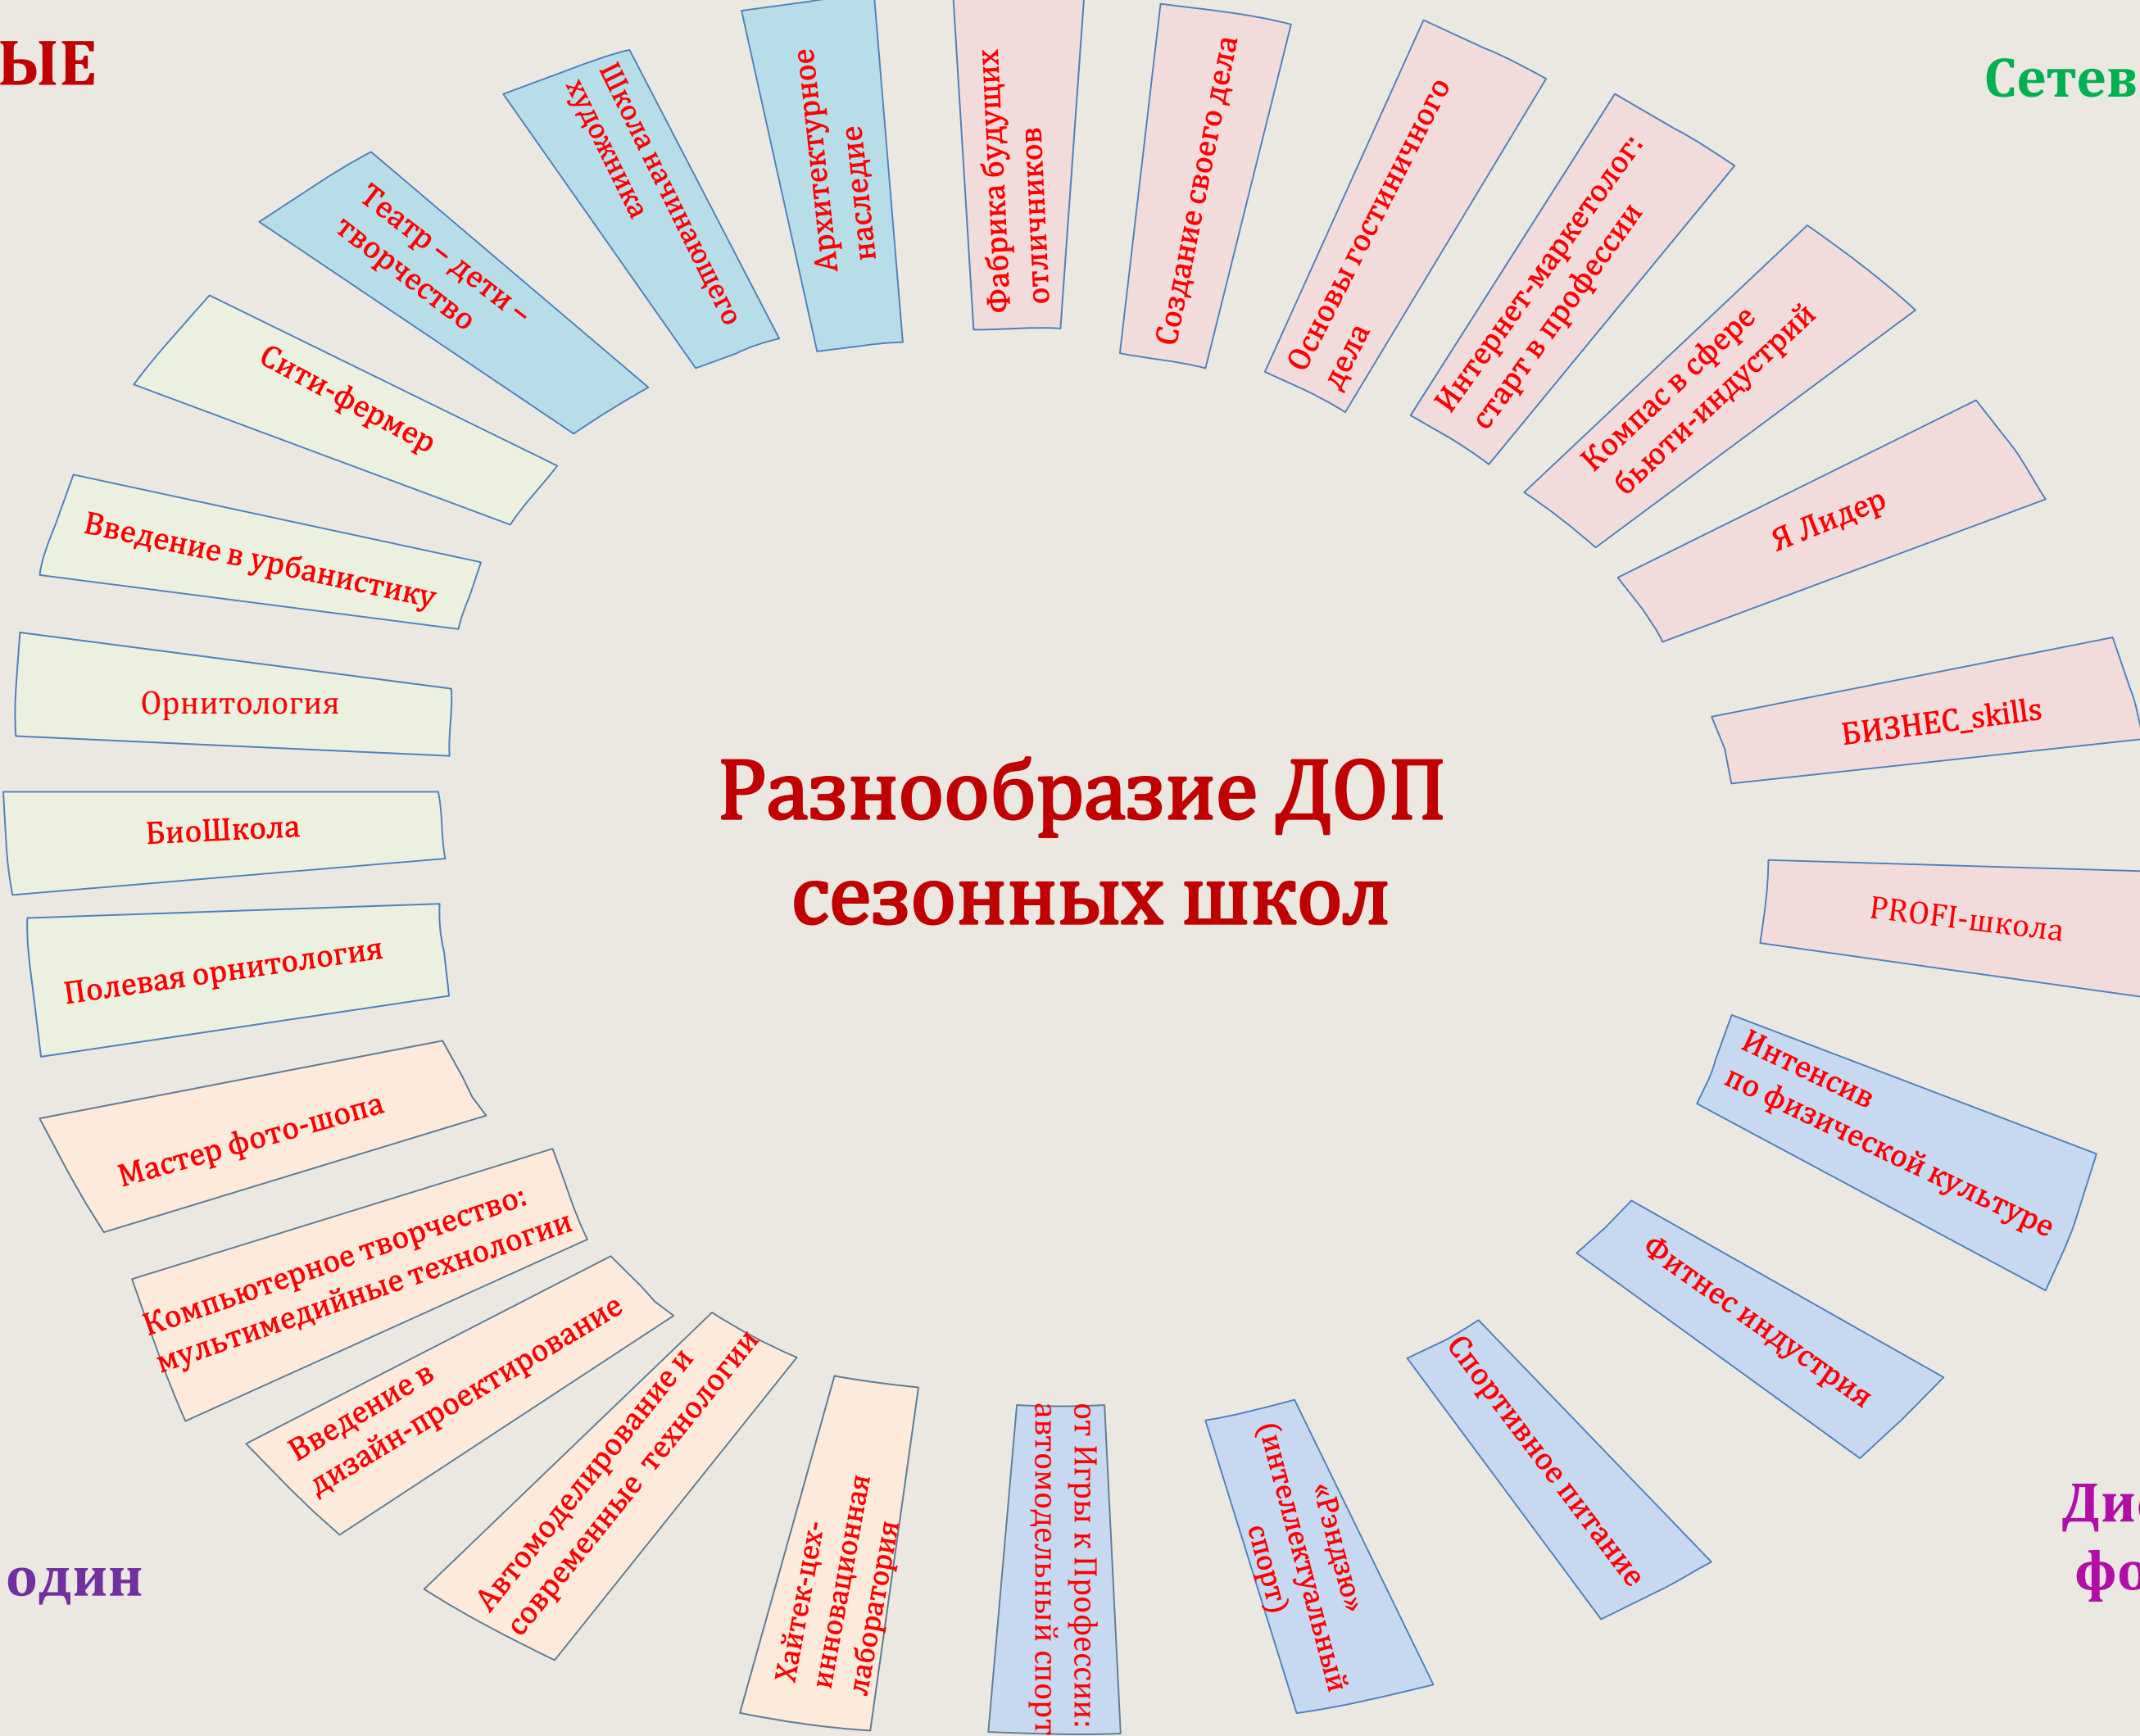 ЫЕ
Сетев
Архитектурное
наследие
Фабрика будущих
отличников
Создание своего дела
Основы гостиничного
дела
Интернет-маркетолог:
старт в профессии
Компас в сфере
бьюти-индустрий
Я Лидер
БИЗНЕС_skills
PROFI-школа
Интенсив
по физической культуре
Фитнес индустрия
Спортивное питание
«Рэндзю»
(интеллектуальный
спорт)
от Игры к Профессии:
автомодельный спорт
Хайтек-цех-
инновационная
лаборатория
Автомоделирование и
современные технологии
Введение в
дизайн-проектирование
Компьютерное творчество:
мультимедийные технологии
Мастер фото-шопа
Полевая орнитология
БиоШкола
Орнитология
Введение в урбанистику
Сити-фермер
Театр – дети –
творчество
Школа начинающего
художника
Разнообразие ДОП
сезонных школ
один
Дис
фо